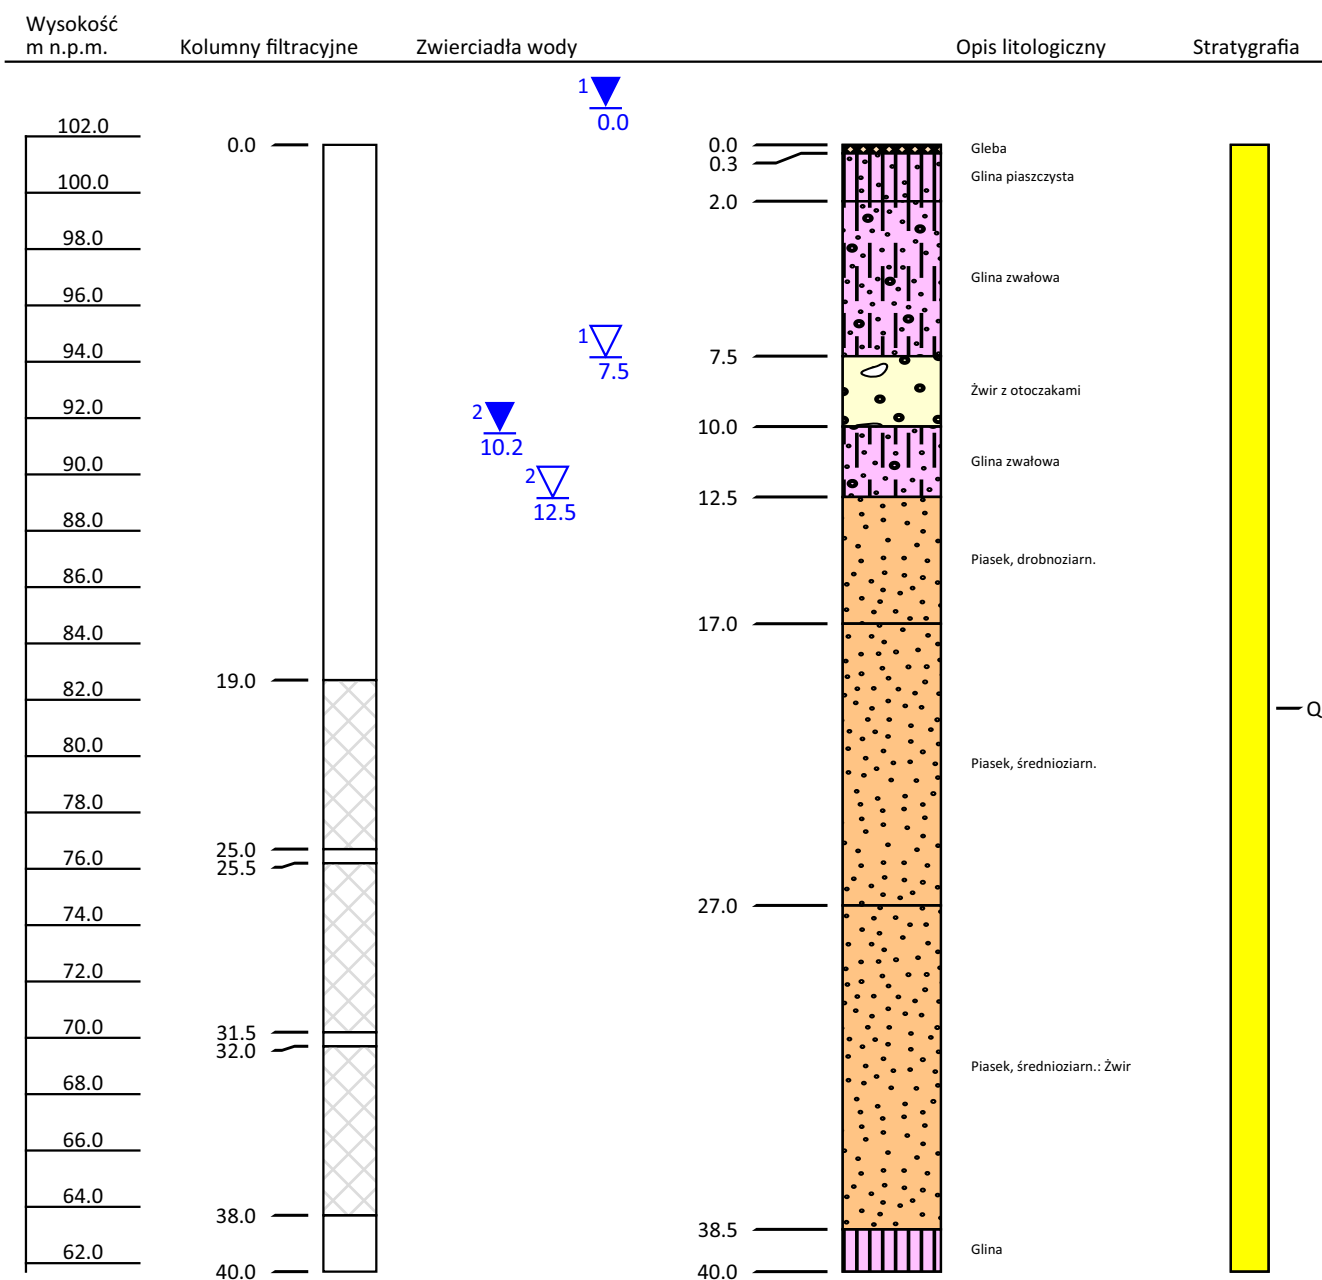 Wysokość
m n.p.m.
Kolumny filtracyjne
Zwierciadła wody
Opis litologiczny
Stratygrafia
102.0
100.0
98.0
96.0
94.0
92.0
90.0
88.0
86.0
84.0
82.0
80.0
78.0
76.0
74.0
72.0
70.0
68.0
66.0
64.0
62.0
0.0
19.0
25.0
25.5
31.5
32.0
38.0
40.0
1
0.0
1
7.5
2
10.2
2
12.5
0.0
0.3
2.0
7.5
10.0
12.5
17.0
27.0
38.5
40.0
Gleba
Glina piaszczysta
Glina zwałowa
Żwir z otoczakami
Glina zwałowa
Piasek, drobnoziarn.
Piasek, średnioziarn.
Piasek, średnioziarn.: Żwir
Glina
Q